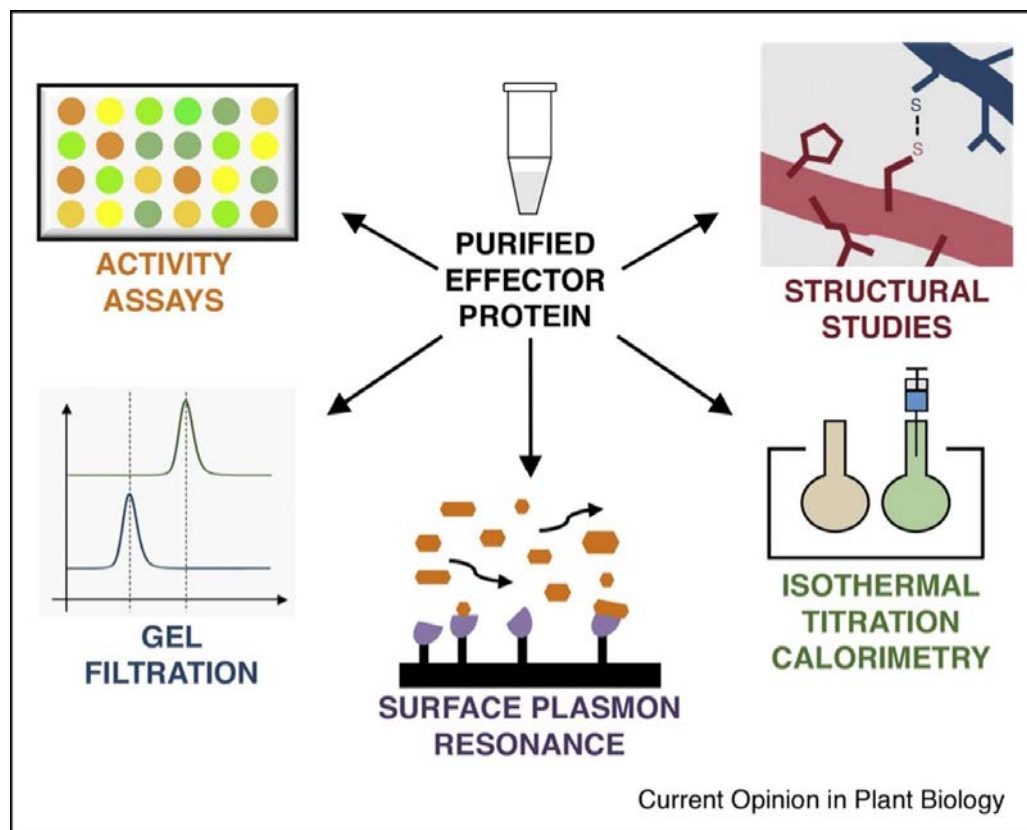 PURIFIED
EFFECTOR
PROTEIN
ACTIVITY
ASSAYS
S
S
STRUCTURAL
STUDIES
GEL
FILTRATION
SURFACE PLASMON
RESONANCE
ISOTHERMAL
TITRATION
CALORIMETRY
Current Opinion in Plant Biology